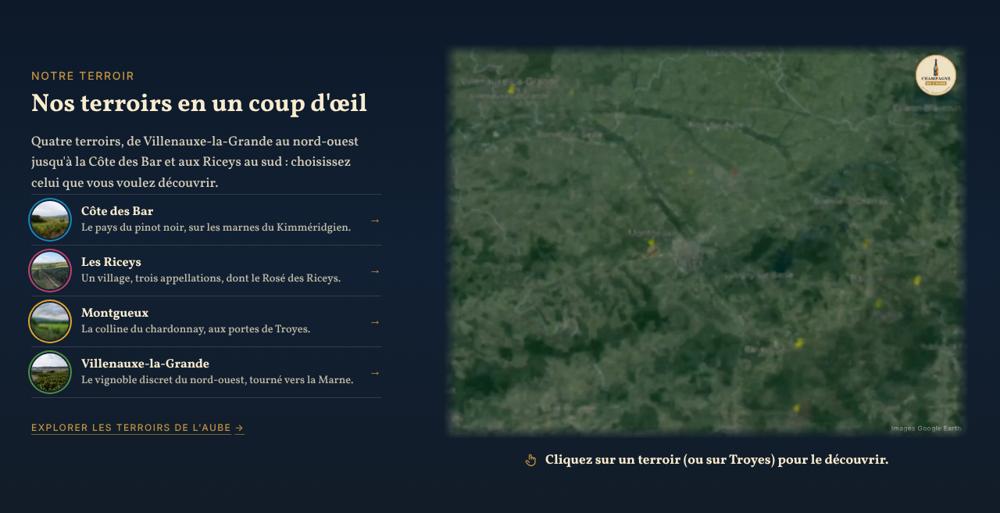 NOTRE TERROIR
Nos terroirs en un coup d'œil
Quatre terroirs, de Villenauxe-la-Grande au nord-ouest
jusqu'à la Côte des Bar et aux Riceys au sud : choisissez
celui que vous voulez découvrir.
Côte des Bar
Le pays du pinot noir, sur les marnes du Kimméridgien.
→
Les Riceys
Un village, trois appellations, dont le Rosé des Riceys.
→
Montgueux
La colline du chardonnay, aux portes de Troyes.
→
Villenauxe-la-Grande
Le vignoble discret du nord-ouest, tourné vers la Marne.
→
EXPLORER LES TERROIRS DE L'AUBE →
CHAMPAGNE
Images Google Earth
Cliquez sur un terroir (ou sur Troyes) pour le découvrir.